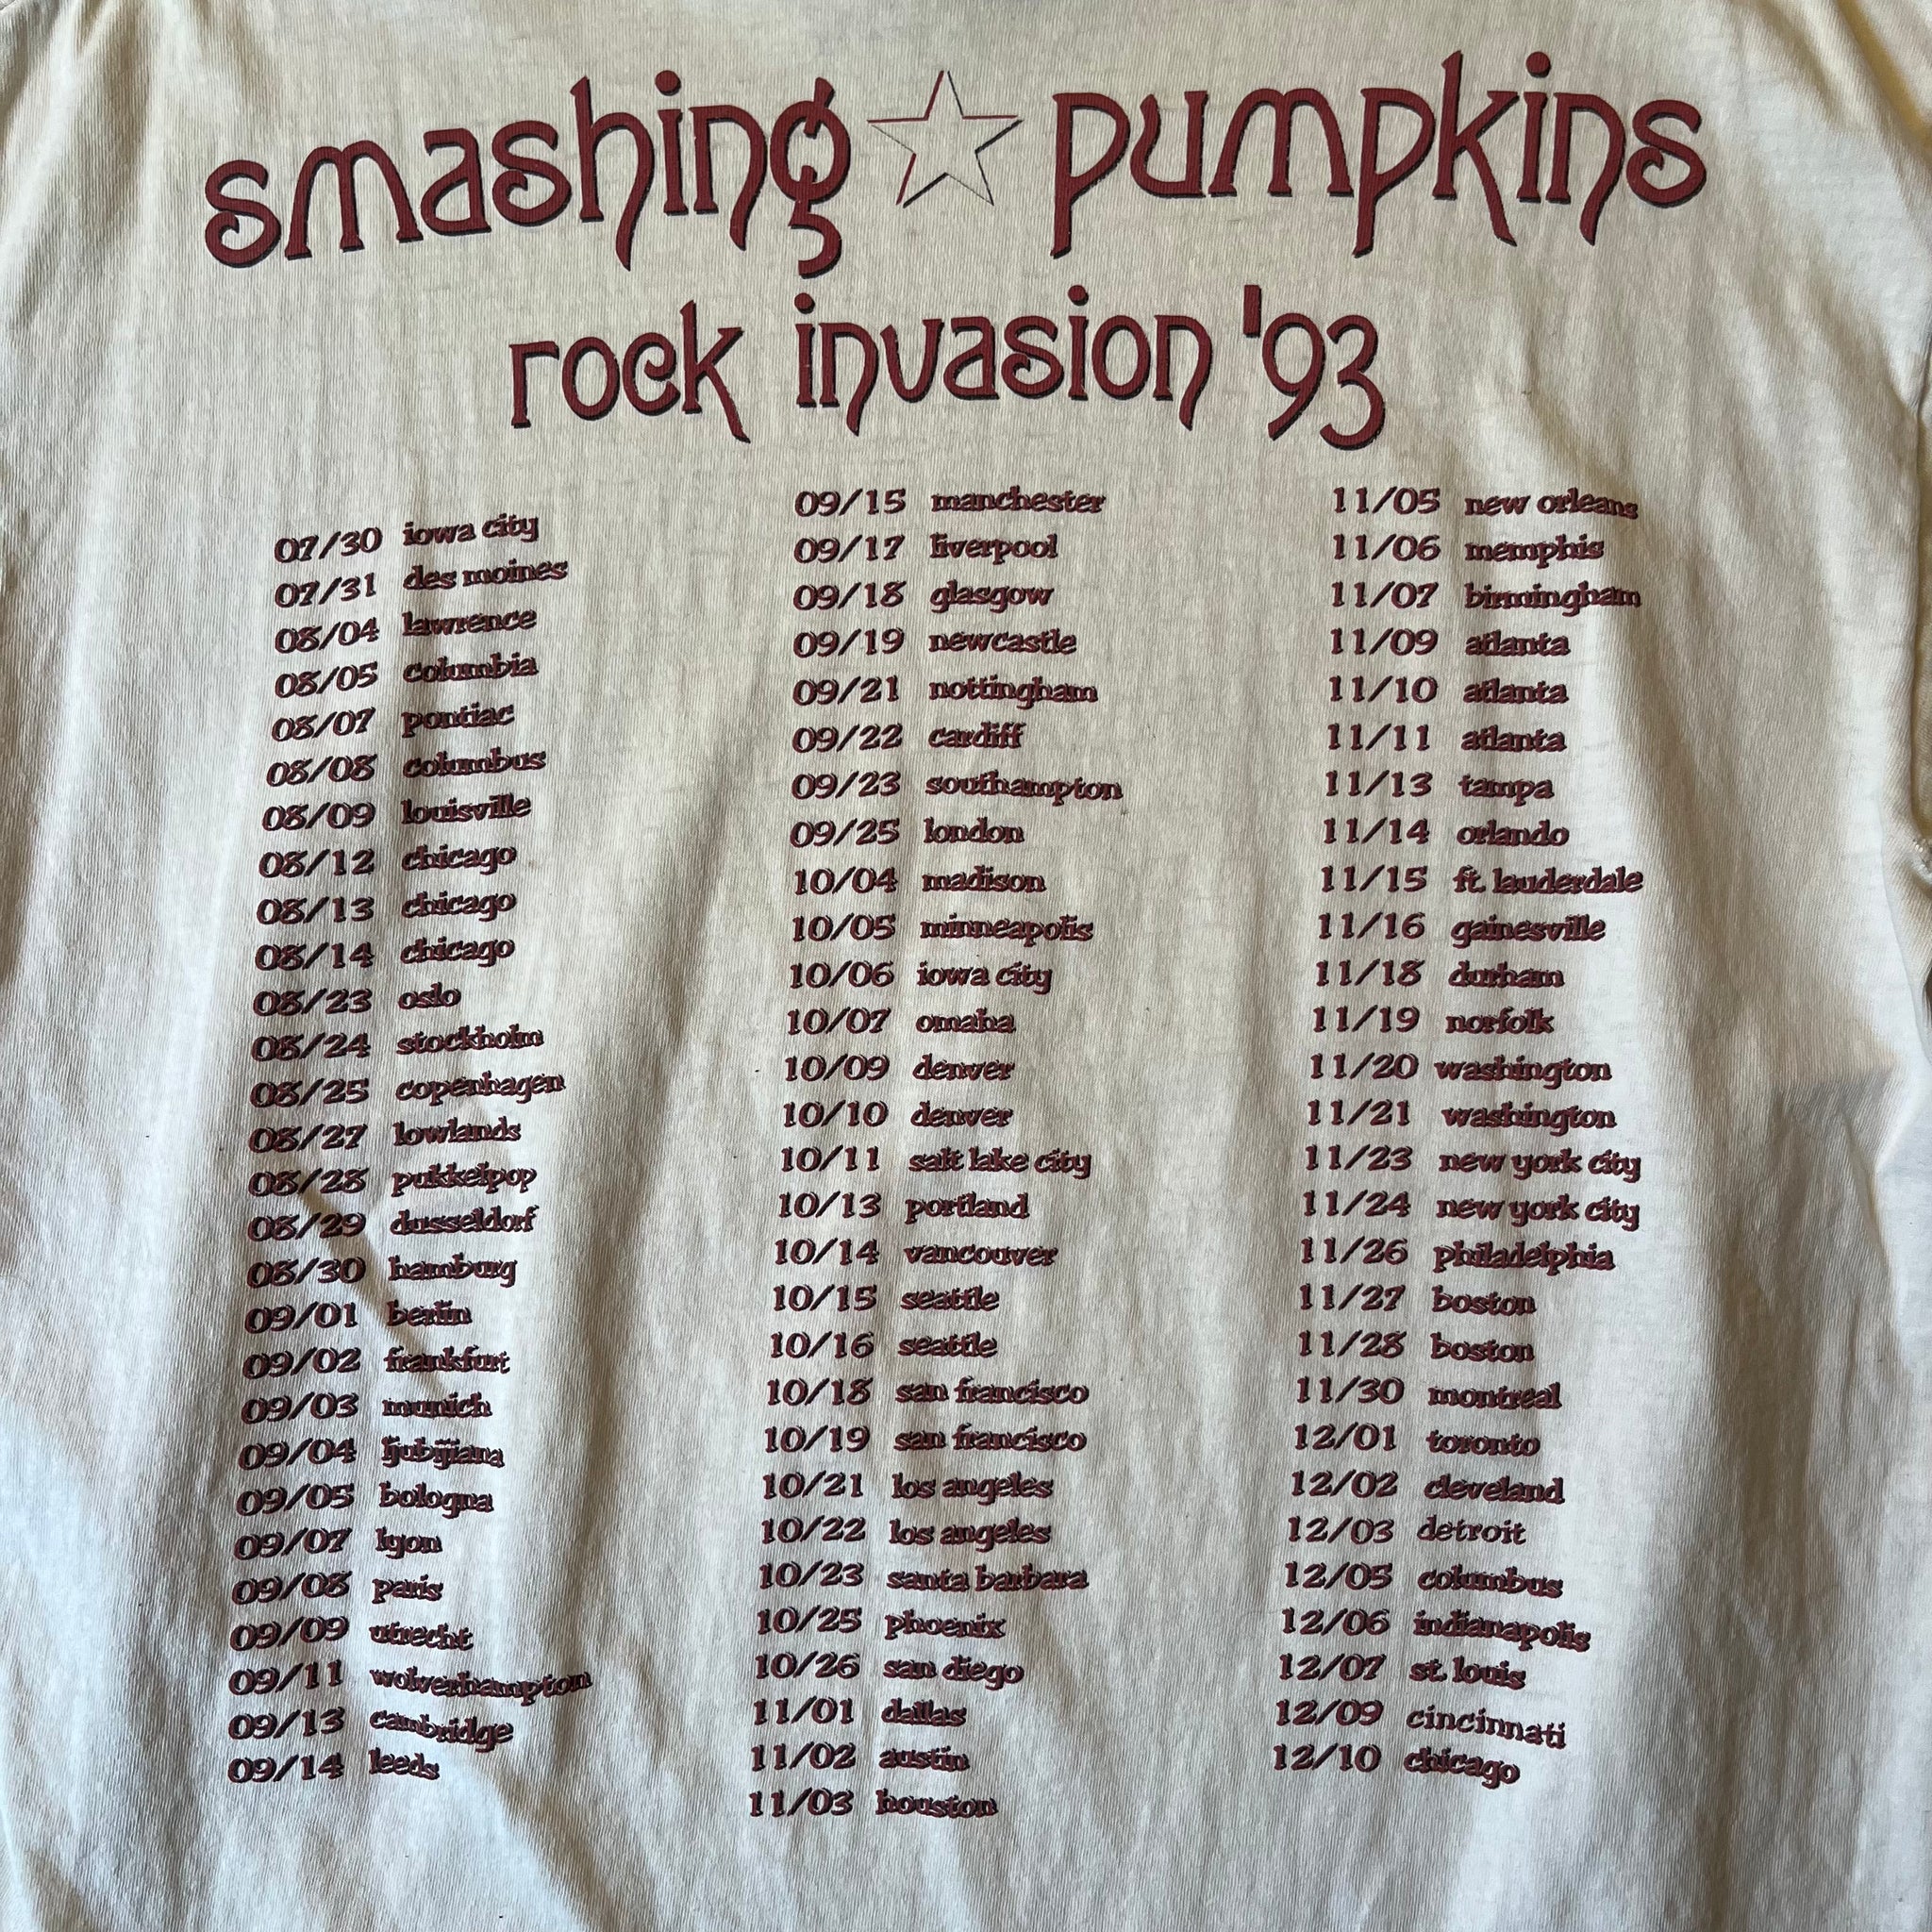 smashing pumpkins
rock invasion '93
07/30 iowa city
07/31 des moines
08/04 lawrence
08/05 columbia
08/07 pontiac
08/08 columbus
08/09 louisville
08/12 chicago
08/13 chicago
08/14 chicago
08/23 oslo
08/24 stockholm
08/25 copenhagen
08/27 lowlands
08/28 pukkelpop
08/29 dusseldorf
08/30 hamburg
09/01 berlin
09/02 frankfurt
09/03 munich
09/04 ljubijiana
09/05 bologna
09/07 lyon
09/08 paris
09/09 utrecht
09/11 wolverhampton
09/13 cambridge
09/14 leeds
09/15 manchester
09/17 liverpool
09/18 glasgow
09/19 newcastle
09/21 nottingham
09/22 cardiff
09/23 southampton
09/25 london
10/04 madison
10/05 minneapolis
10/06 iowa city
10/07 omaha
10/09 denver
10/10 denver
10/11 salt lake city
10/13 portland
10/14 vancouver
10/15 seattle
10/16 seattle
10/18 san francisco
10/19 san francisco
10/21 los angeles
10/22 los angeles
10/23 santa barbara
10/25 phoenix
10/26 san diego
11/01 dallas
11/02 austin
11/03 houston
11/05 new orleans
11/06 memphis
11/07 birmingham
11/09 atlanta
11/10 atlanta
11/11 atlanta
11/13 tampa
11/14 orlando
11/15 ft. lauderdale
11/16 gainesville
11/18 durham
11/19 norfolk
11/20 washington
11/21 washington
11/23 new york city
11/24 new york city
11/26 philadelphia
11/27 boston
11/28 boston
11/30 montreal
12/01 toronto
12/02 cleveland
12/03 detroit
12/05 columbus
12/06 indianapolis
12/07 st. louis
12/09 cincinnati
12/10 chicago